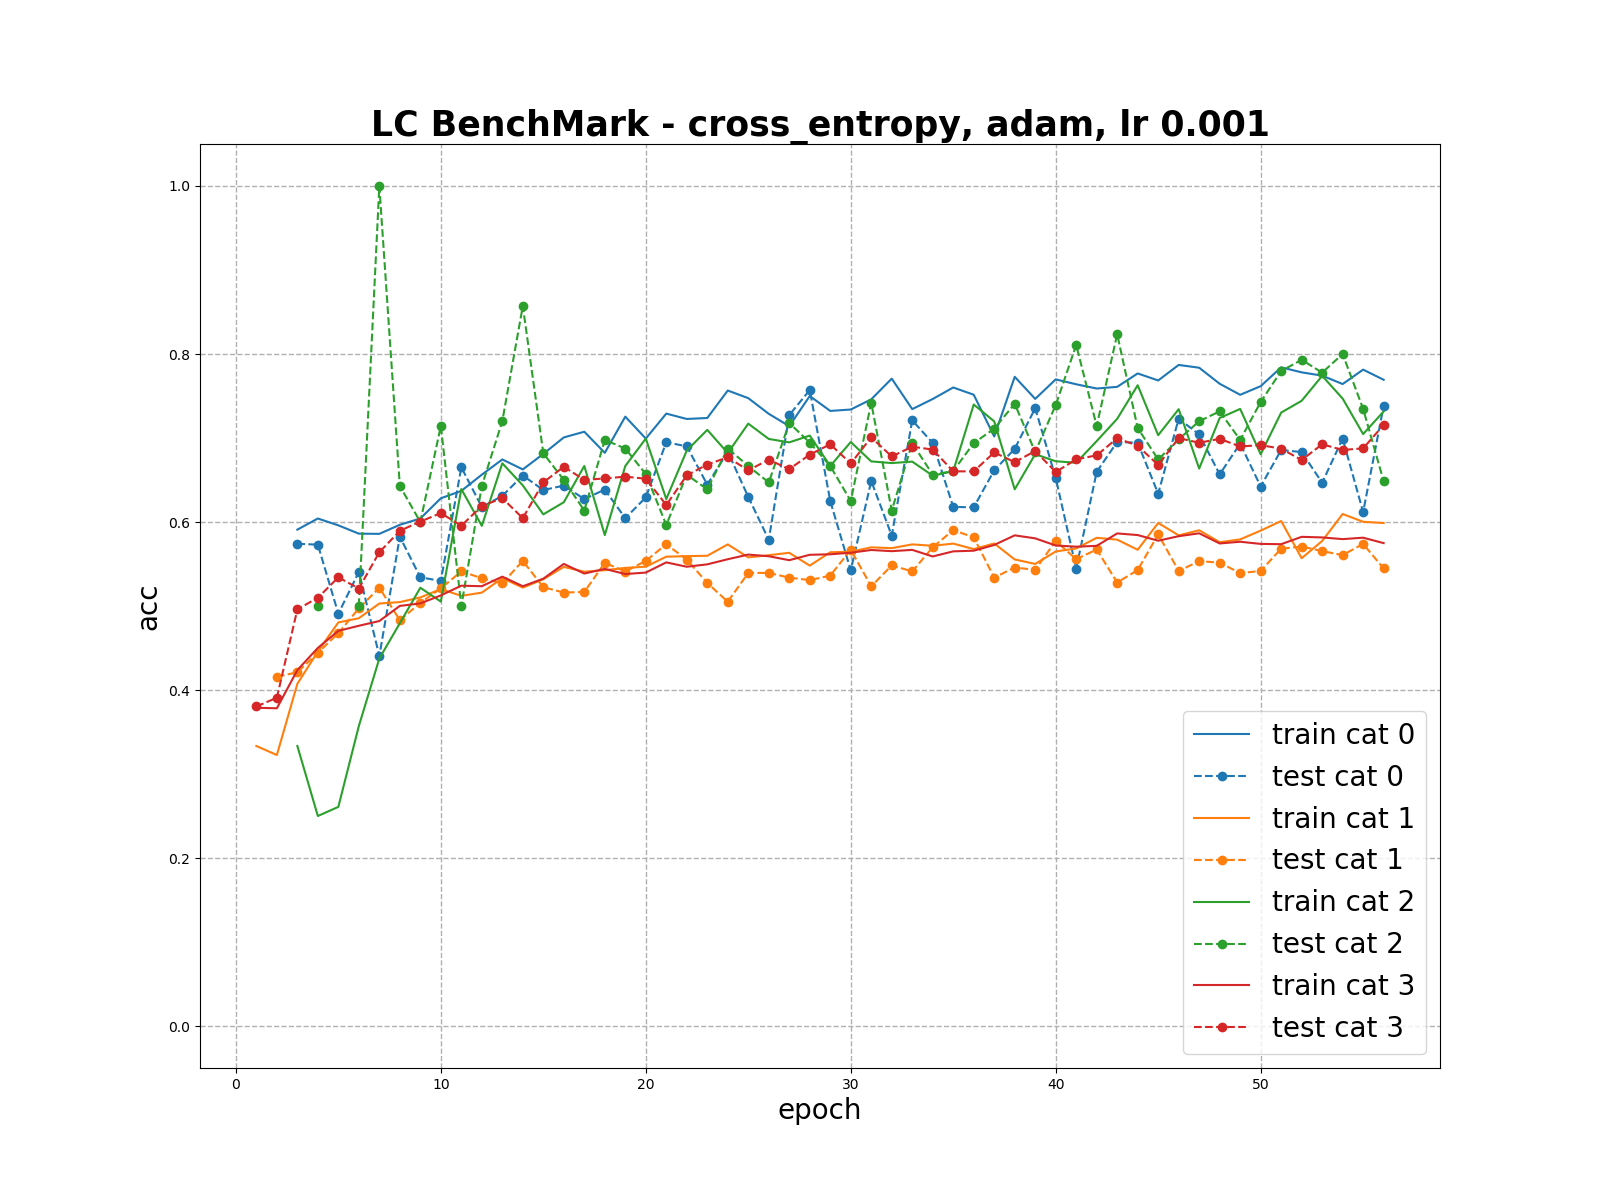 LC BenchMark - cross_entropy, adam, lr 0.001
1.0
0.8
0.6
0.4
0.2
0.0
acc
0 10 20 30 40 50
epoch
train cat 0
test cat 0
train cat 1
test cat 1
train cat 2
test cat 2
train cat 3
test cat 3